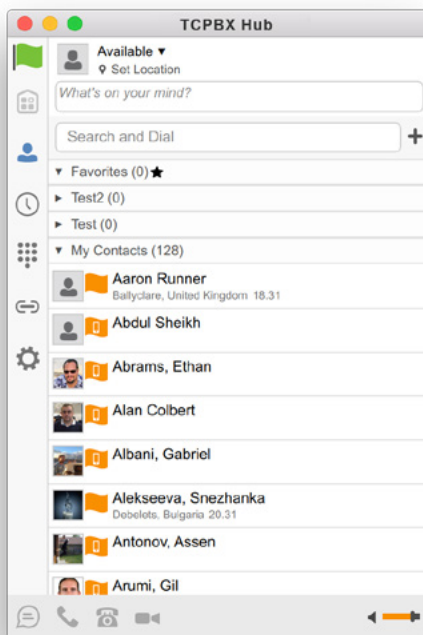 TCPBX Hub
Available ▼
Set Location
What's on your mind?
Search and Dial
Favorites (0)★
Test2 (0)
Test (0)
My Contacts (128)
Aaron Runner
Ballyclare, United Kingdom 18.31
Abdul Sheikh
Abrams, Ethan
Alan Colbert
Albani, Gabriel
Alekseeva, Snezhanka
Debelets, Bulgaria 20.31
Antonov, Assen
Arumi, Gil